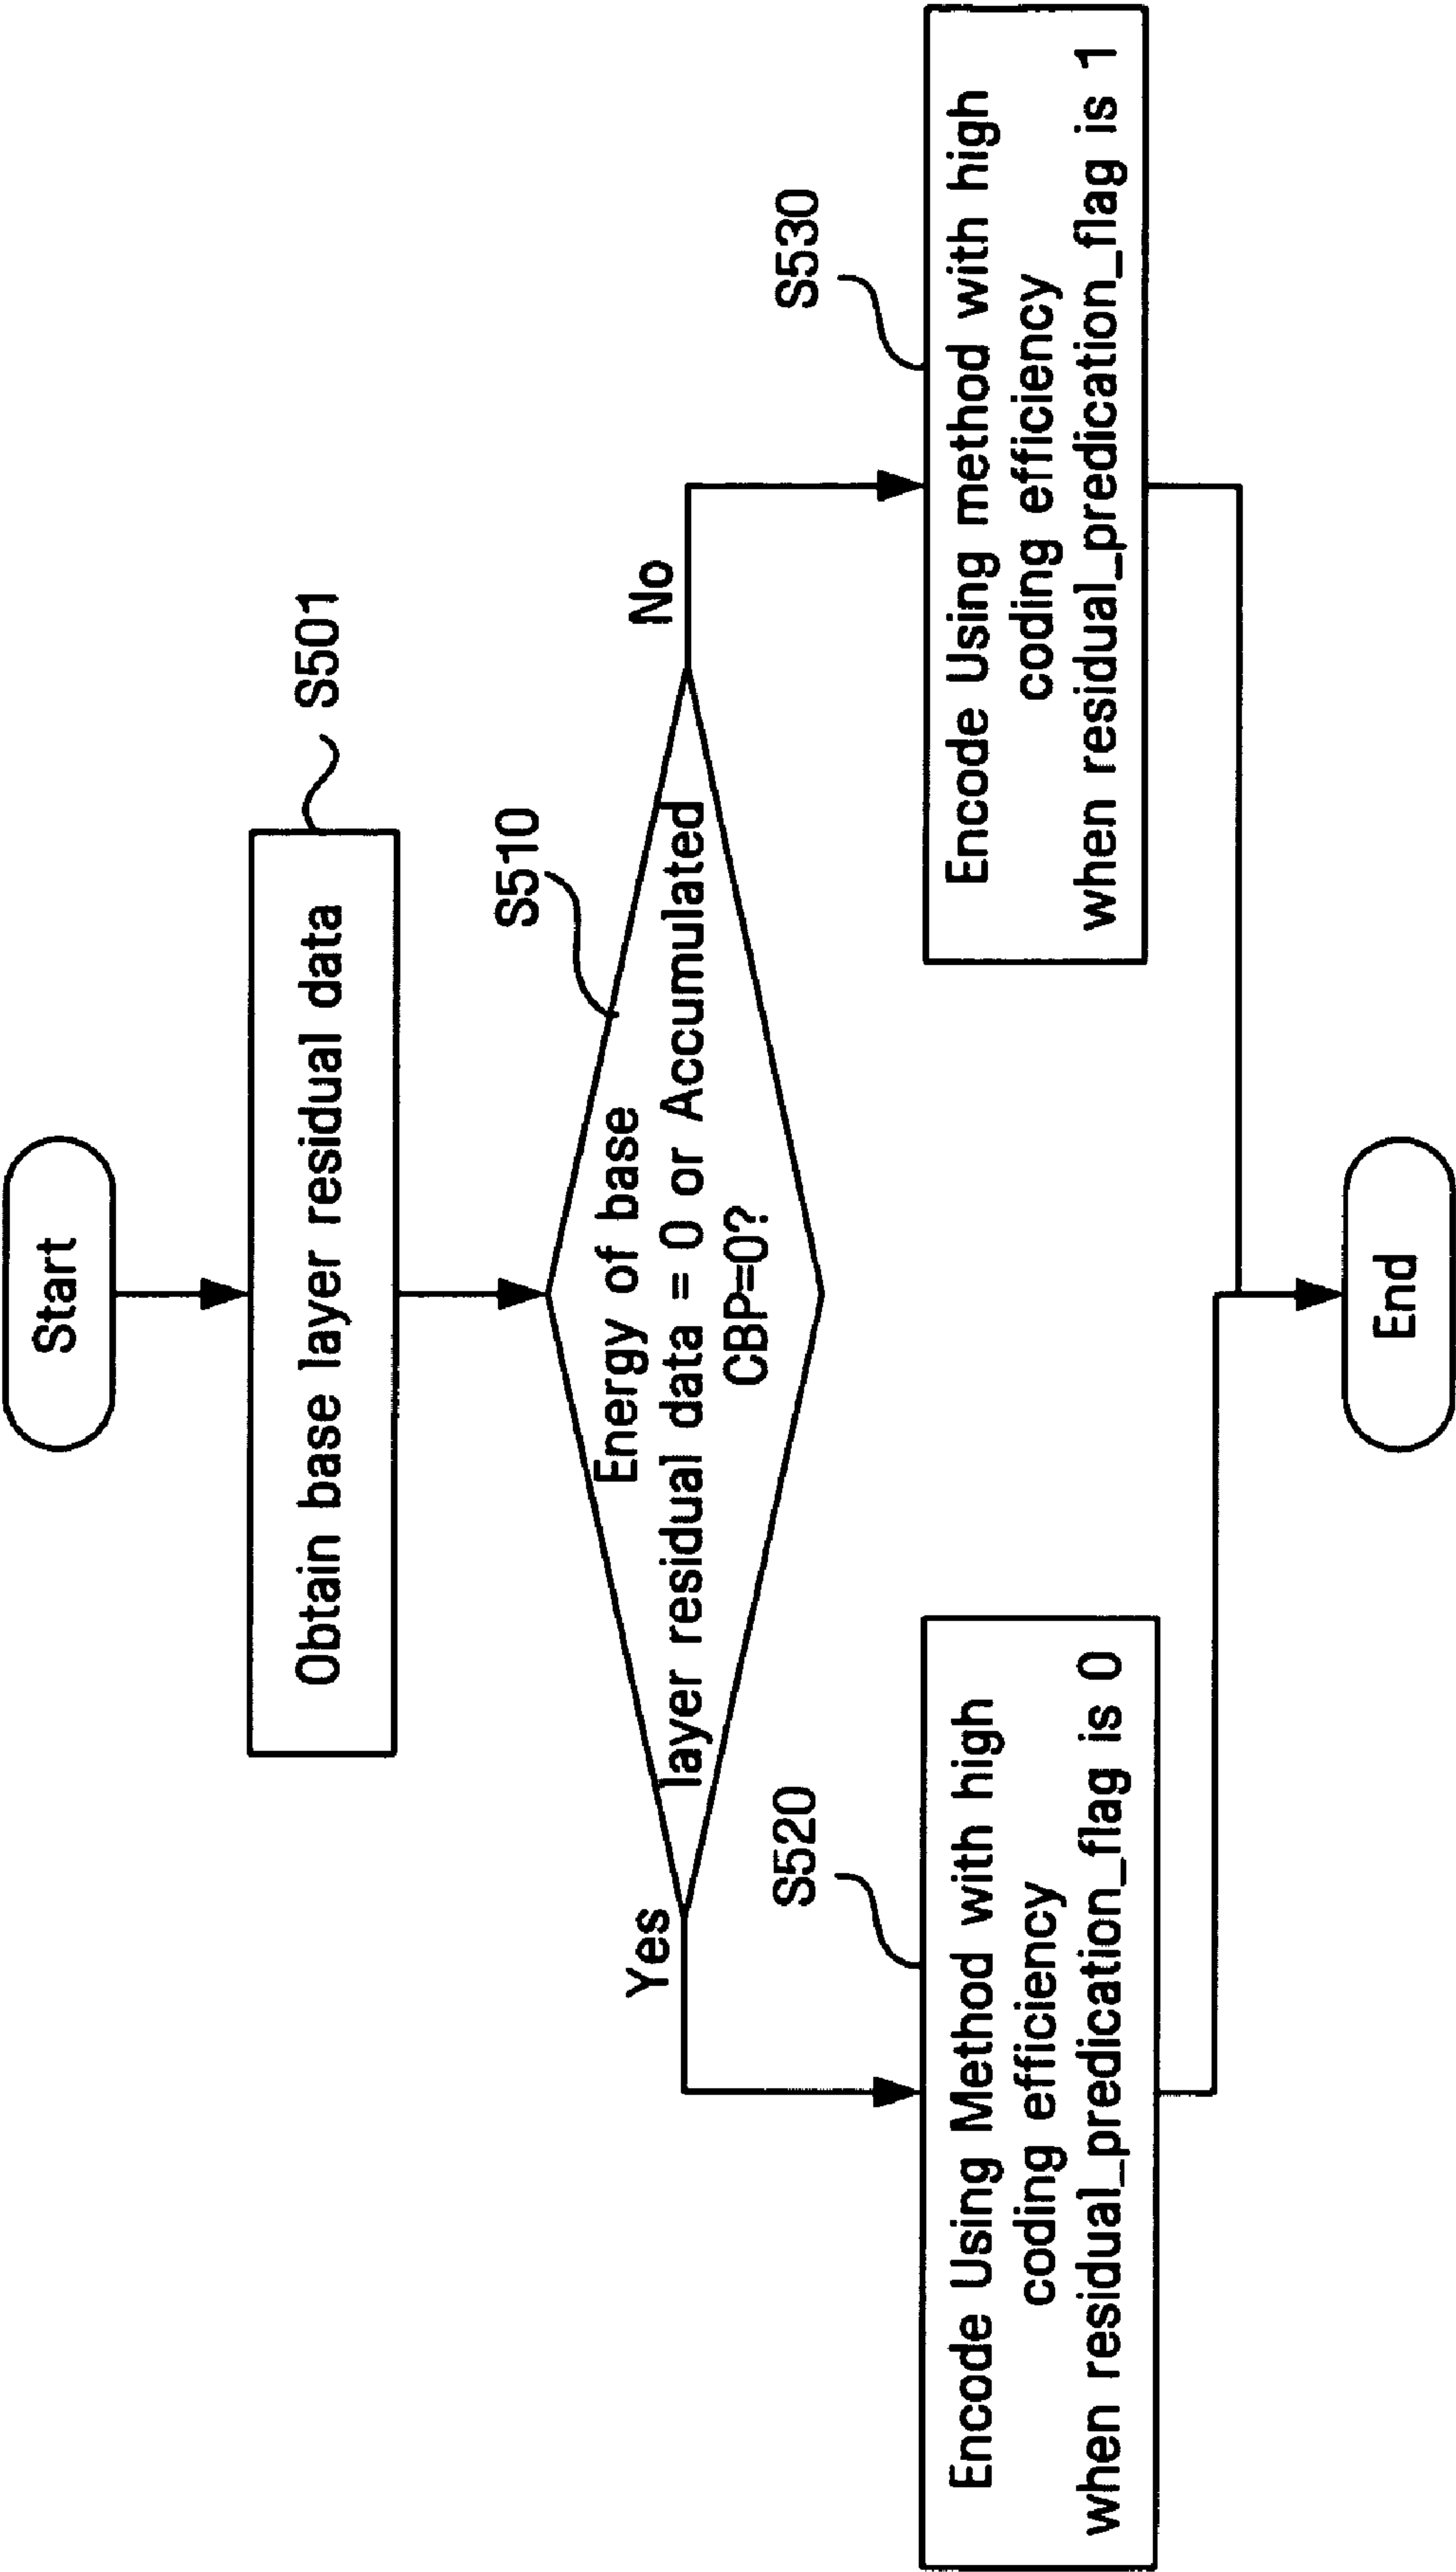 Start
Obtain base layer residual data
S501
S510
Energy of base
layer residual data = 0 or Accumulated
CBP=0?
Yes
No
S520
Encode Using Method with high
coding efficiency
when residual_predication_flag is 0
S530
Encode Using method with high
coding efficiency
when residual_predication_flag is 1
End